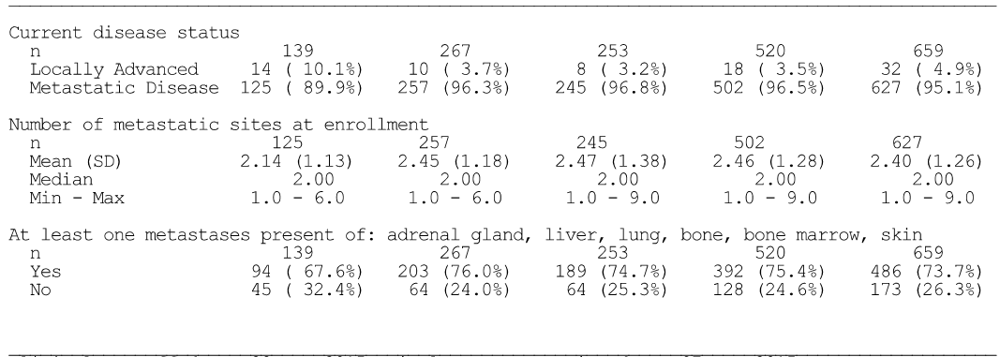 Current disease status
n 139 267 253 520 659
Locally Advanced 14 ( 10.1%) 10 ( 3.7%) 8 ( 3.2%) 18 ( 3.5%) 32 ( 4.9%)
Metastatic Disease 125 ( 89.9%) 257 (96.3%) 245 (96.8%) 502 (96.5%) 627 (95.1%)
Number of metastatic sites at enrollment
n 125 257 245 502 627
Mean (SD) 2.14 (1.13) 2.45 (1.18) 2.47 (1.38) 2.46 (1.28) 2.40 (1.26)
Median 2.00 2.00 2.00 2.00 2.00
Min - Max 1.0 - 6.0 1.0 - 6.0 1.0 - 9.0 1.0 - 9.0 1.0 - 9.0
At least one metastases present of: adrenal gland, liver, lung, bone, bone marrow, skin
n 139 267 253 520 659
Yes 94 ( 67.6%) 203 (76.0%) 189 (74.7%) 392 (75.4%) 486 (73.7%)
No 45 ( 32.4%) 64 (24.0%) 64 (25.3%) 128 (24.6%) 173 (26.3%)